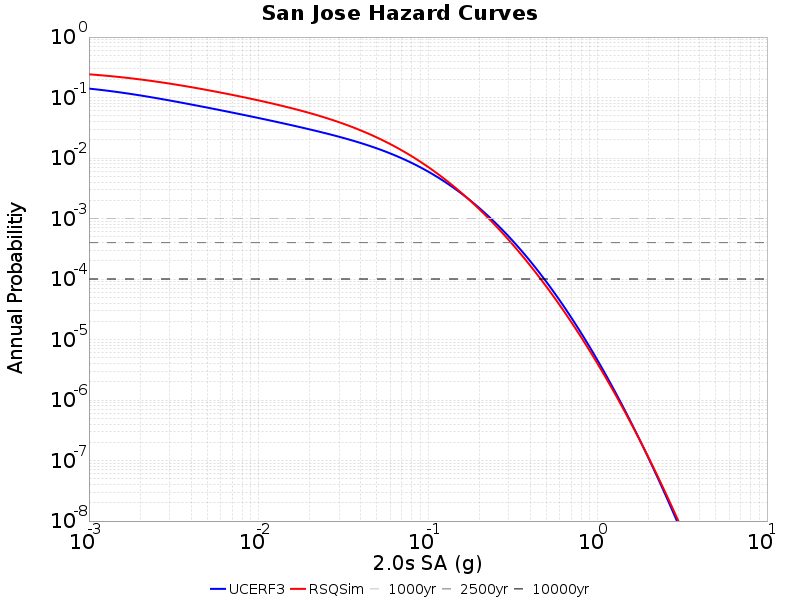 San Jose Hazard Curves
10^0
10^-1
10^-2
10^-3
10^-4
10^-5
10^-6
10^-7
10^-8
Annual Probabilitiy
10^-3 10^-2 10^-1 10^0 10^1
2.0s SA (g)
UCERF3 RSQSim 1000yr 2500yr 10000yr